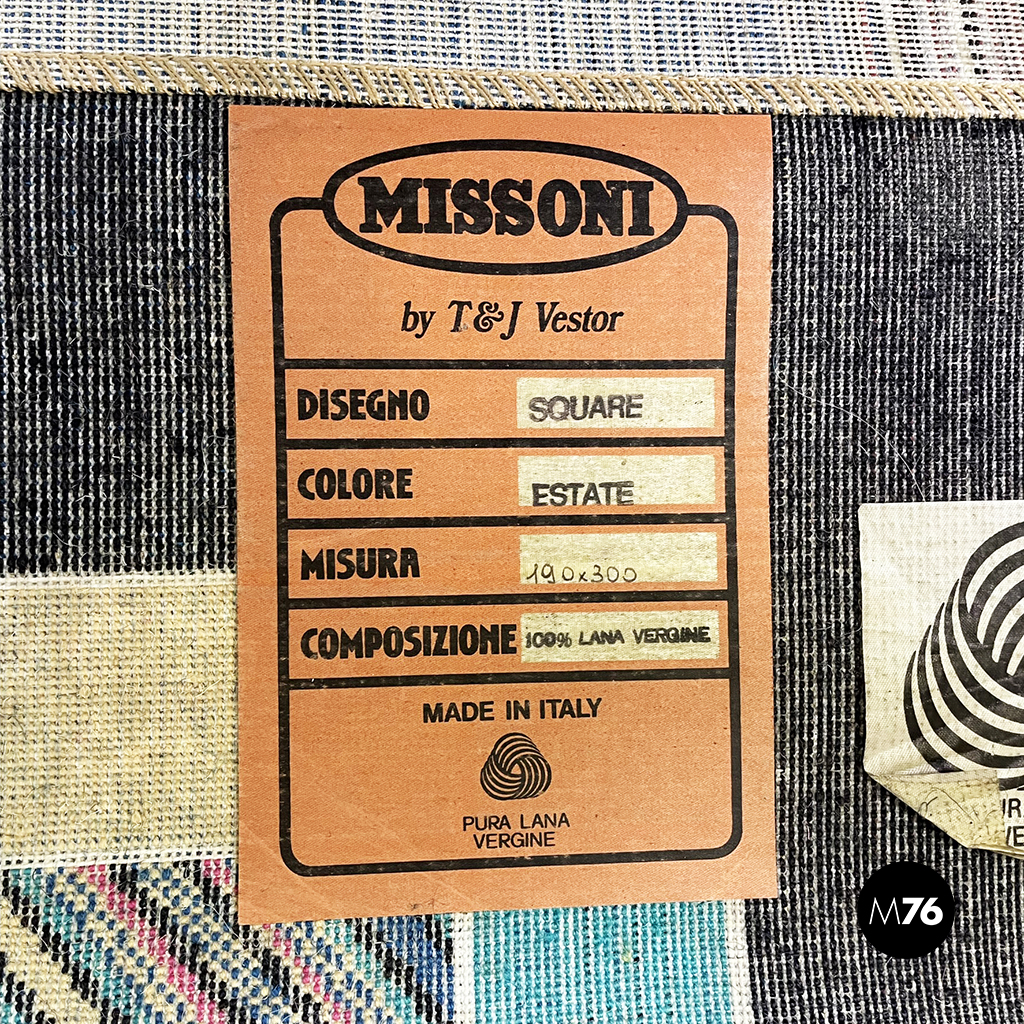 MISSONI
by T&J Vestor
DISEGNO SQUARE
COLORE ESTATE
MISURA 190x300
COMPOSIZIONE 100% LANA VERGINE
MADE IN ITALY
PURA LANA
VERGINE
M76